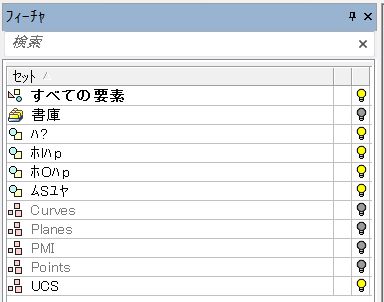 フィーチャ
検索
セット
すべての要素
書庫
ﾊ?
ﾎlﾊp
ﾎOﾊp
ﾑSﾕﾔ
Curves
Planes
PMI
Points
UCS